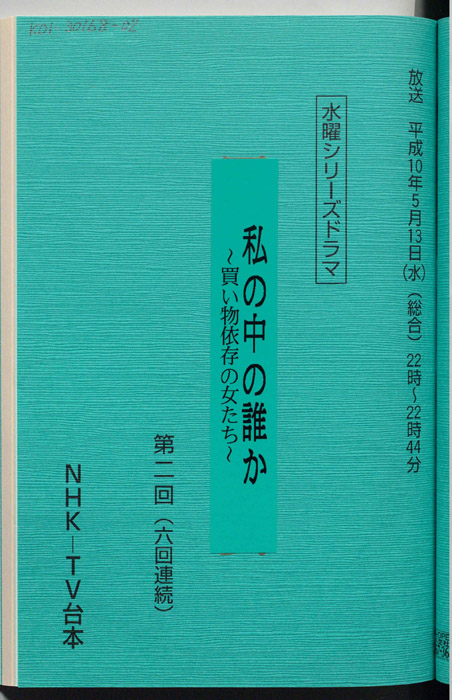 K01 30168-02
放送 平成10年5月13日(水)(総合)22時~22時44分
水曜シリーズドラマ
私の中の誰か
~買い物依存の女たち~
第二回(六回連続)
NHK-TV台本